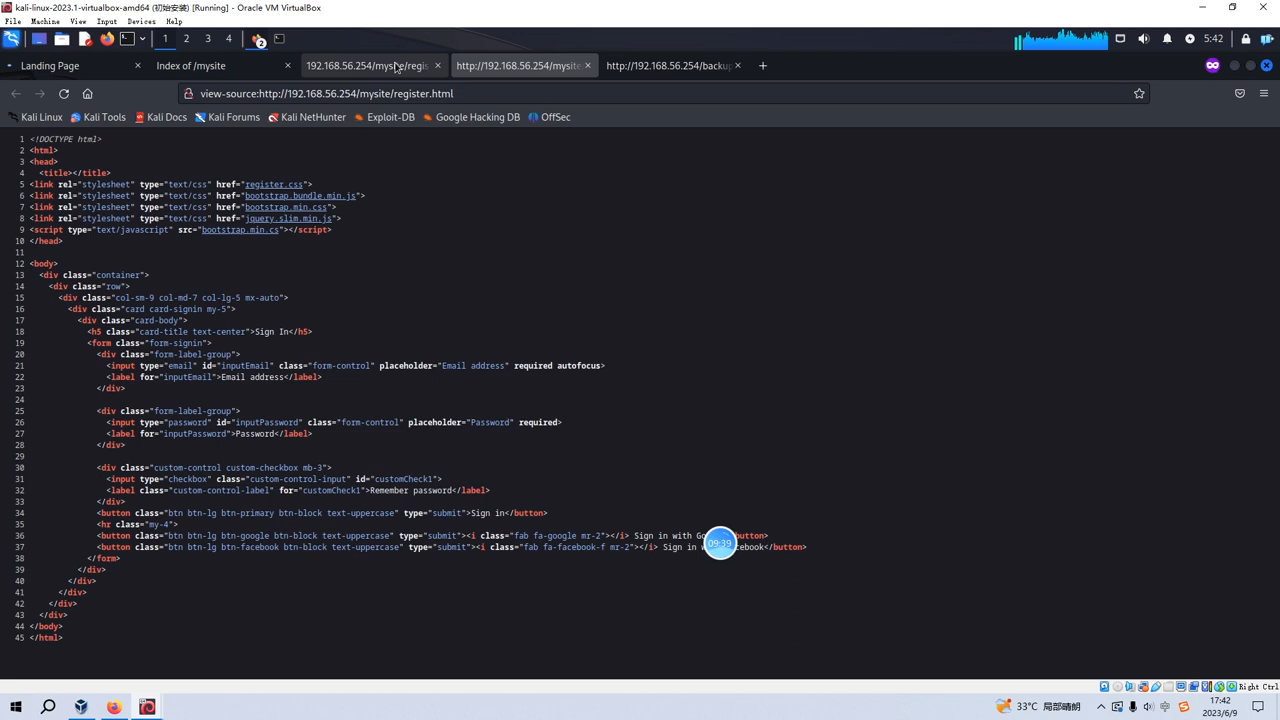 kali-linux-2023.1-virtualbox-amd64 (初始安装) [Running] - Oracle VM VirtualBox
File Machine View Input Devices Help
1 2 3 4 2 5:42
Landing Page Index of /mysite 192.168.56.254/mysite/regis http://192.168.56.254/mysite 192.168.56.254/backup
view-source:http://192.168.56.254/mysite/register.html
Kali Linux Kali Tools Kali Docs Kali Forums Kali NetHunter Exploit-DB Google Hacking DB OffSec
1 <!DOCTYPE html>
2 <html>
3 <head>
4 <title></title>
5 <link rel="stylesheet" type="text/css" href="register.css">
6 <link rel="stylesheet" type="text/css" href="bootstrap.bundle.min.js">
7 <link rel="stylesheet" type="text/css" href="bootstrap.min.css">
8 <link rel="stylesheet" type="text/css" href="jquery.slim.min.js">
9 <script type="text/javascript" src="bootstrap.min.cs"></script>
10 </head>
11
12 <body>
13 <div class="container">
14 <div class="row">
15 <div class="col-sm-9 col-md-7 col-lg-5 mx-auto">
16 <div class="card card-signin my-5">
17 <div class="card-body">
18 <h5 class="card-title text-center">Sign In</h5>
19 <form class="form-signin">
20 <div class="form-label-group">
21 <input type="email" id="inputEmail" class="form-control" placeholder="Email address" required autofocus>
22 <label for="inputEmail">Email address</label>
23 </div>
24
25 <div class="form-label-group">
26 <input type="password" id="inputPassword" class="form-control" placeholder="Password" required>
27 <label for="inputPassword">Password</label>
28 </div>
29
30 <div class="custom-control custom-checkbox mb-3">
31 <input type="checkbox" class="custom-control-input" id="customCheck1">
32 <label class="custom-control-label" for="customCheck1">Remember password</label>
33 </div>
34 <button class="btn btn-lg btn-primary btn-block text-uppercase" type="submit">Sign in</button>
35 <hr class="my-4">
36 <button class="btn btn-lg btn-google btn-block text-uppercase" type="submit"><i class="fab fa-google mr-2"></i> Sign in with button>
37 <button class="btn btn-lg btn-facebook btn-block text-uppercase" type="submit"><i class="fab fa-facebook-f mr-2"></i> Sign in</button>
38 </form>
39 </div>
40 </div>
41 </div>
42 </div>
43 </div>
44 </body>
45 </html>
09:39
Right Ctrl
33°C 局部晴朗 中 17:42
2023/6/9